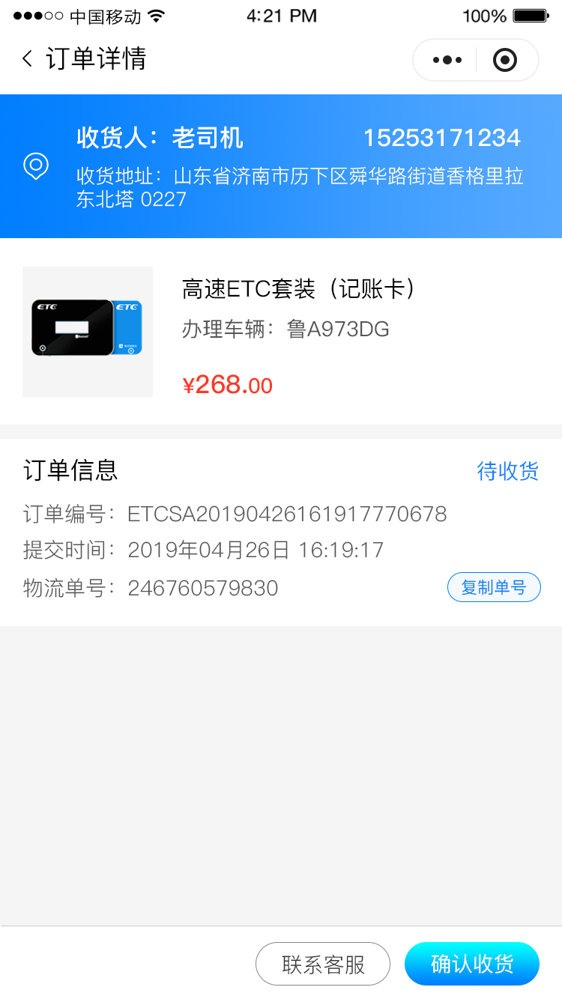 中国移动 4:21 PM 100%
订单详情
收货人：老司机 15253171234
收货地址：山东省济南市历下区舜华路街道香格里拉
东北塔 0227
ETC ETC
高速ETC套装（记账卡）
办理车辆：鲁A973DG
¥268.00
订单信息 待收货
订单编号：ETCSA20190426161917770678
提交时间：2019年04月26日 16:19:17
物流单号：246760579830 复制单号
联系客服 确认收货